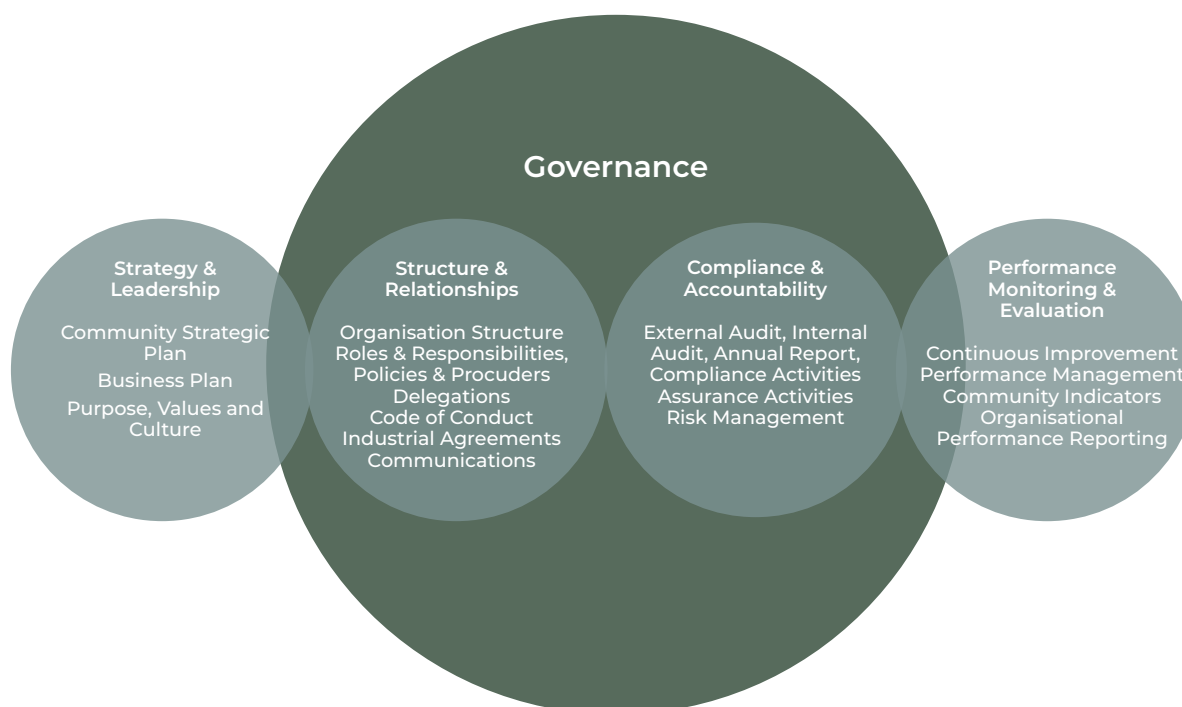 Governance
Strategy &
Leadership
Community Strategic
Plan
Business Plan
Purpose, Values and
Culture
Structure &
Relationships
Organisation Structure
Roles & Responsibilities,
Policies & Procuders
Delegations
Code of Conduct
Industrial Agreements
Communications
Compliance &
Accountability
External Audit, Internal
Audit, Annual Report,
Compliance Activities
Assurance Activities
Risk Management
Performance
Monitoring &
Evaluation
Continuous Improvement
Performance Management
Community Indicators
Organisational
Performance Reporting